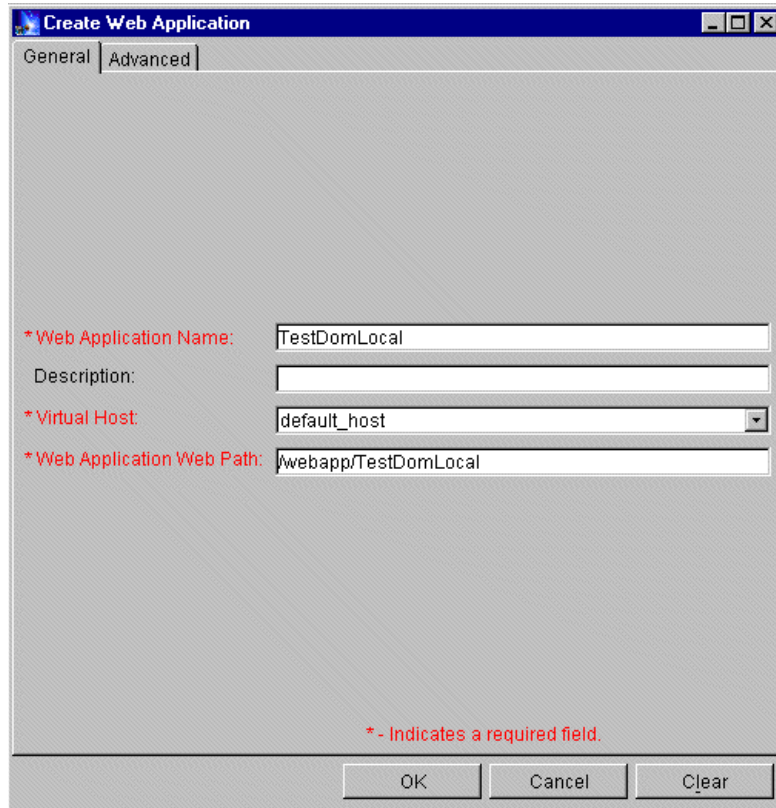 Create Web Application
General Advanced
* Web Application Name: TestDomLocal
Description:
* Virtual Host: default_host
* Web Application Web Path: /webapp/TestDomLocal
* - Indicates a required field.
OK Cancel Clear